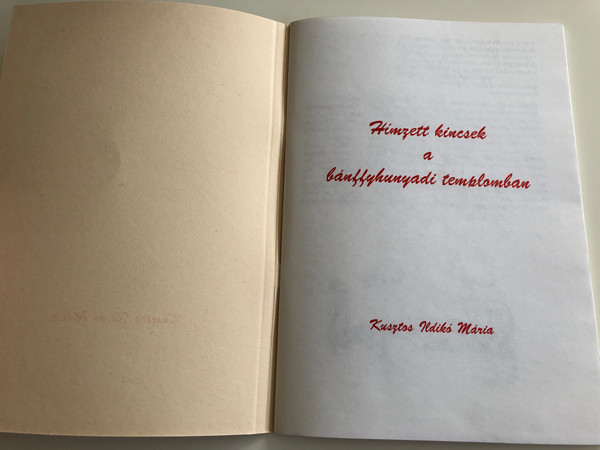 Hímzett kincsek
a
bánffyhunyadi templomban
Kusztos Ildikó Mária